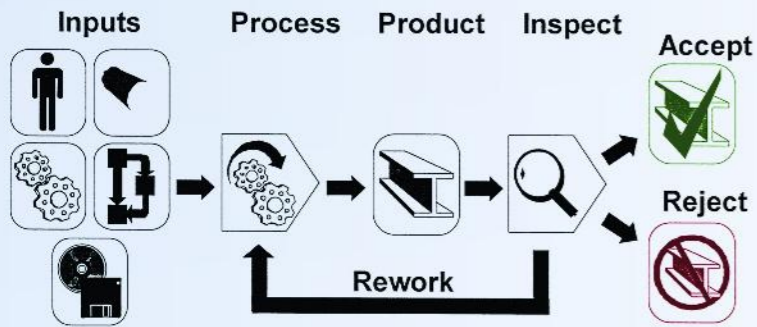 Inputs
Process
Product
Inspect
Accept
Reject
Rework